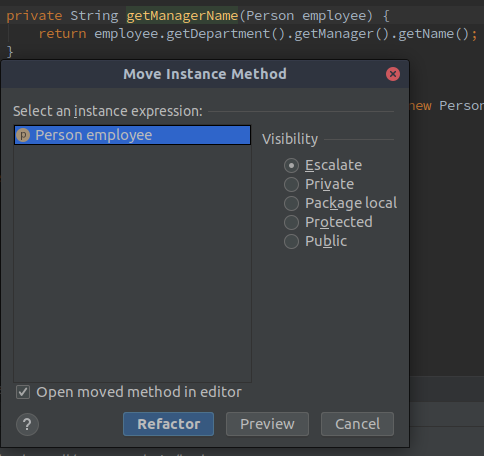 private String getManagerName(Person employee) {
return employee.getDepartment().getManager().getName();
}
Move Instance Method
new Person
Select an instance expression:
p Person employee
Visibility
Escalate
Private
Package local
Protected
Public
Open moved method in editor
? Refactor Preview Cancel